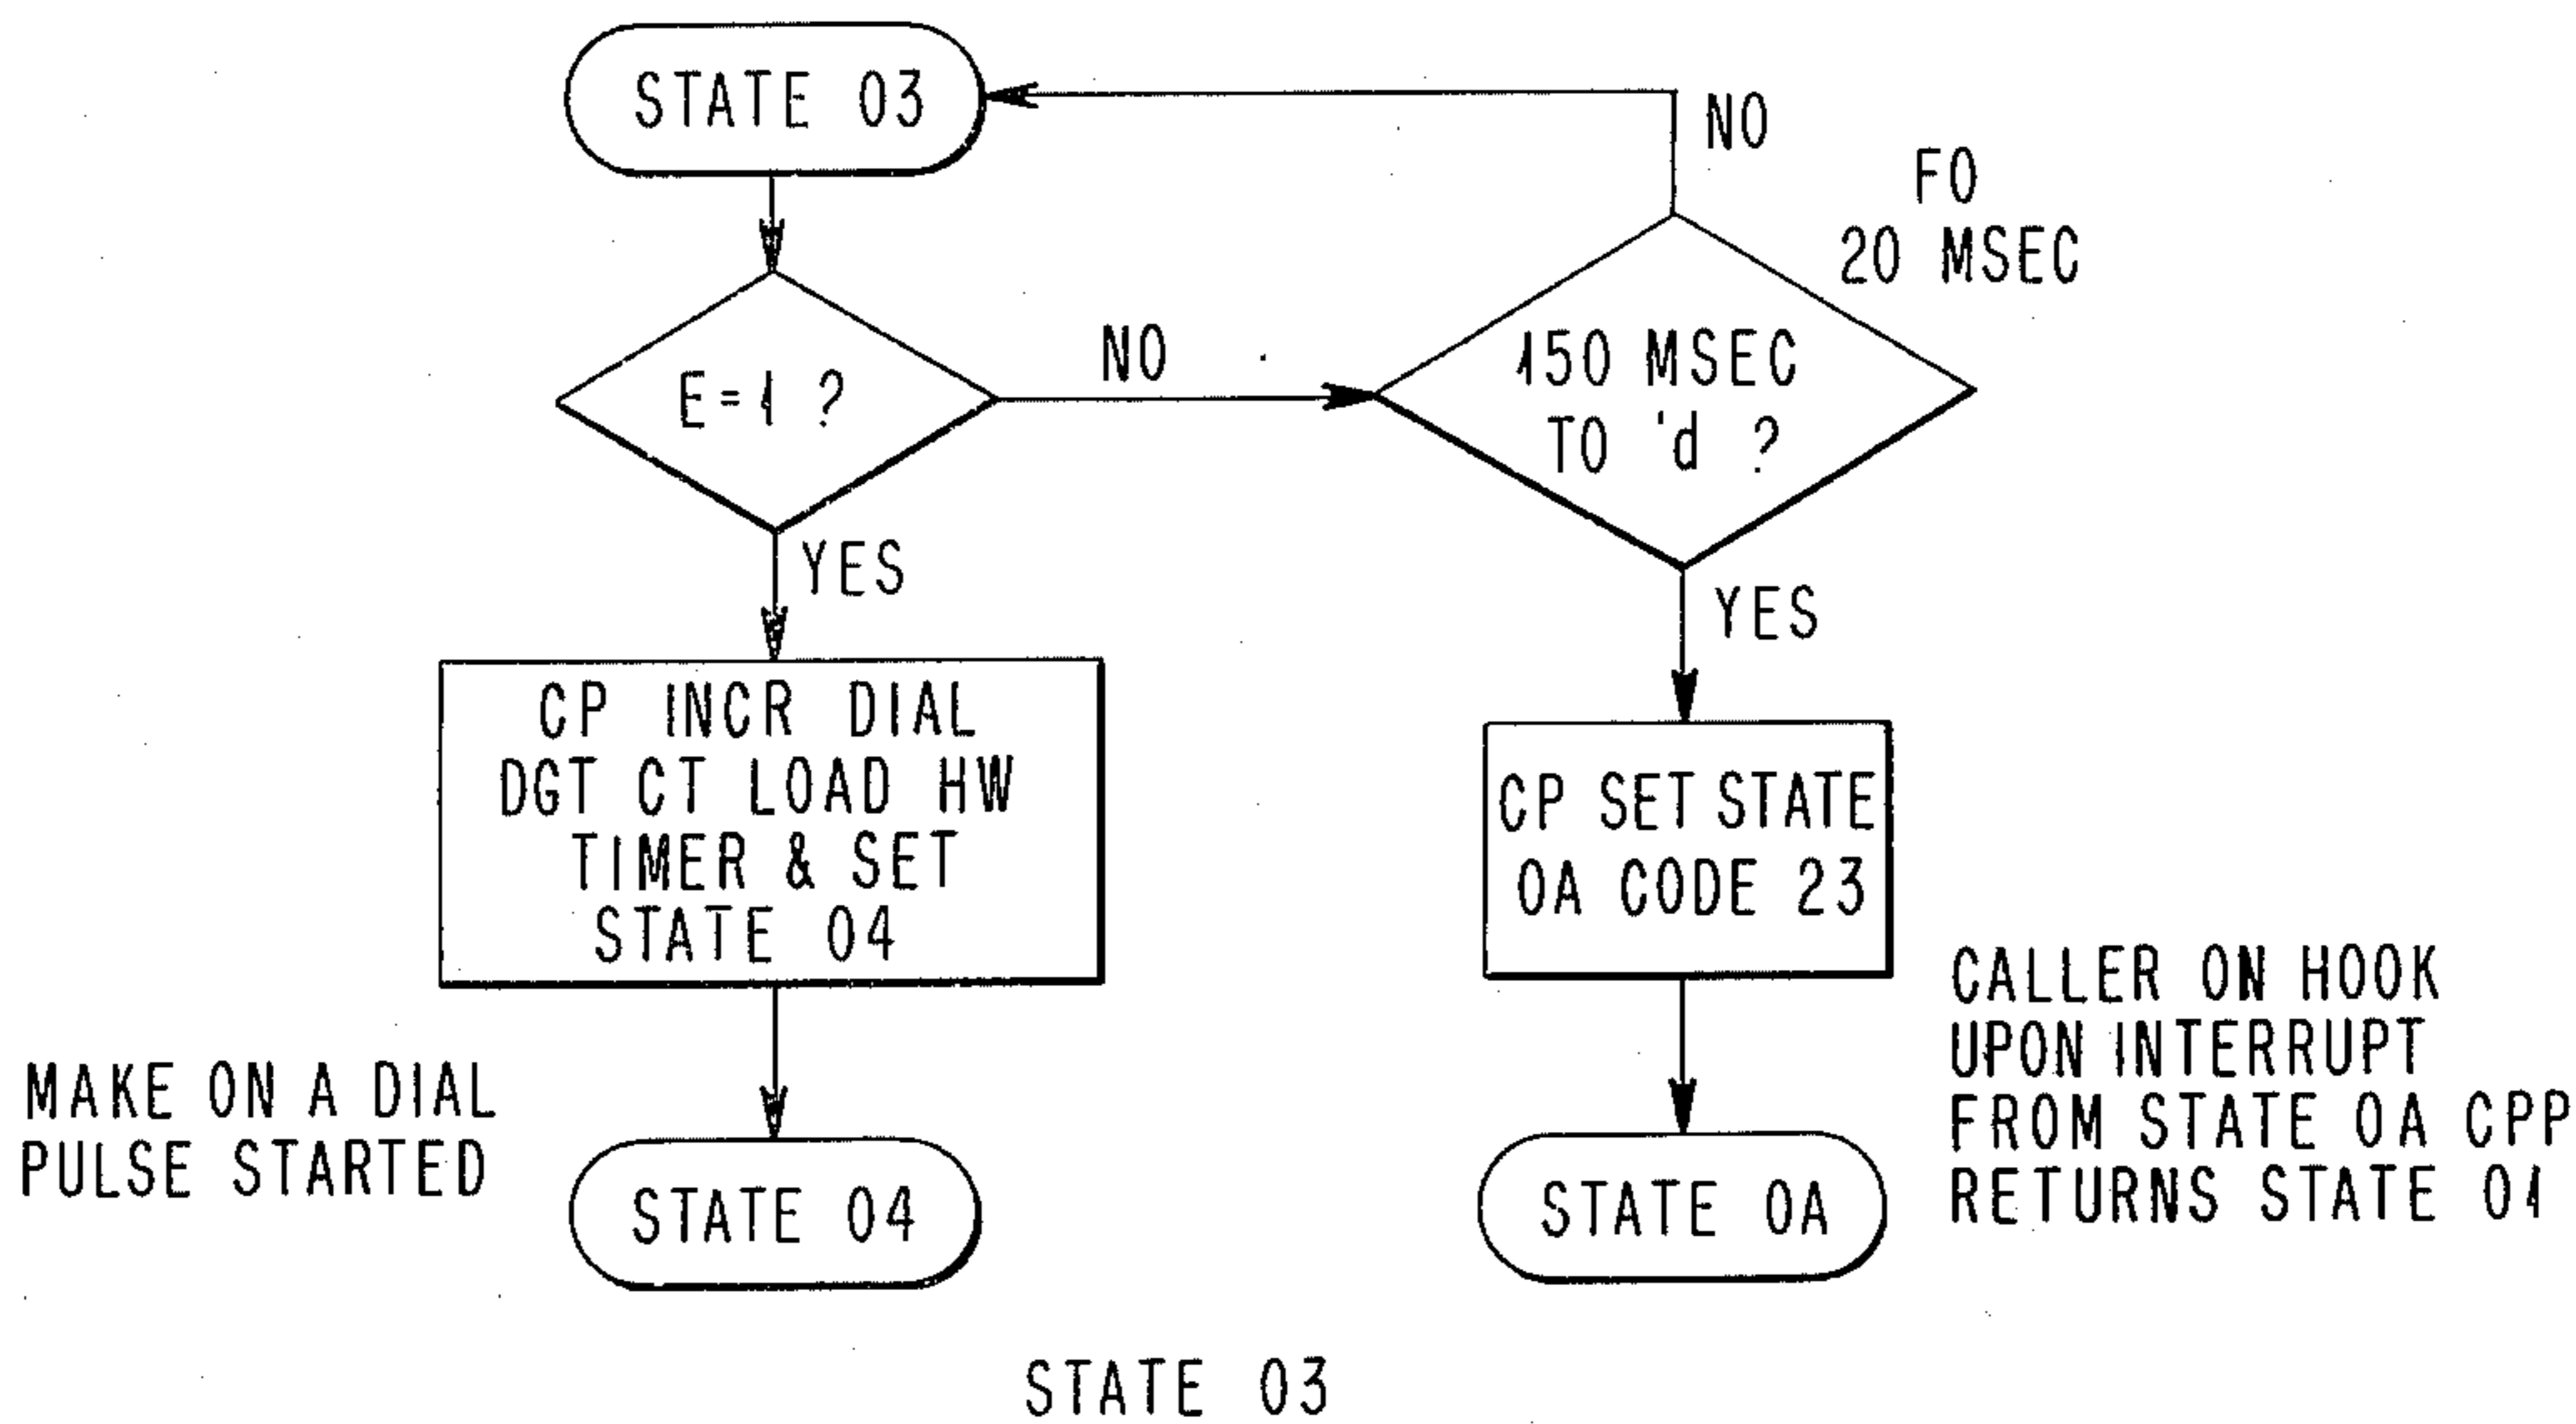 STATE 03
NO
F0
20 MSEC
E=1 ?
NO
150 MSEC
TO 'd ?
YES
YES
CP INCR DIAL
DGT CT LOAD HW
TIMER & SET
STATE 04
CP SET STATE
0A CODE 23
MAKE ON A DIAL
PULSE STARTED
CALLER ON HOOK
UPON INTERRUPT
FROM STATE 0A CPP
RETURNS STATE 01
STATE 04
STATE 0A
STATE 03